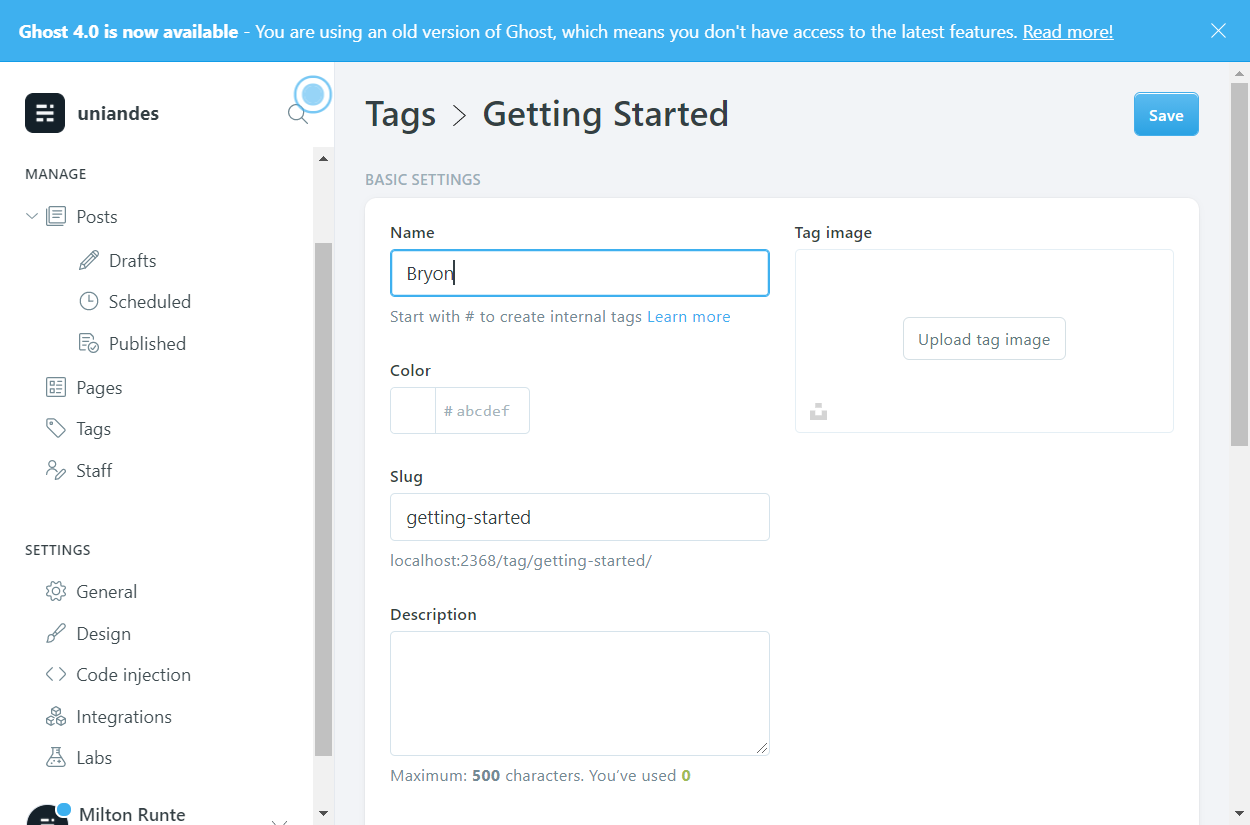 Ghost 4.0 is now available - You are using an old version of Ghost, which means you don't have access to the latest features. Read more!
uniandes
MANAGE
Posts
Drafts
Scheduled
Published
Pages
Tags
Staff
SETTINGS
General
Design
Code injection
Integrations
Labs
Milton Runte
Tags > Getting Started
Save
BASIC SETTINGS
Name
Bryon
Start with # to create internal tags Learn more
Color
# abcdef
Slug
getting-started
localhost:2368/tag/getting-started/
Description
Maximum: 500 characters. You’ve used 0
Tag image
Upload tag image